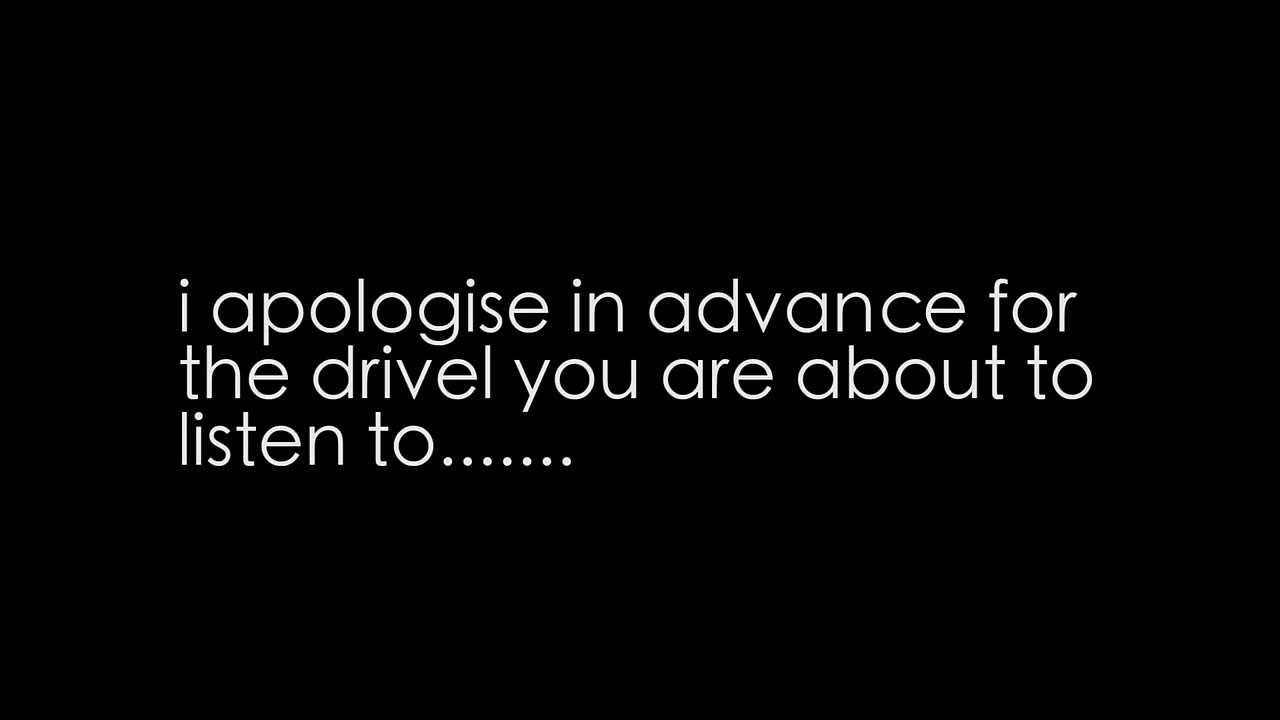 i apologise in advance for
the drivel you are about to
listen to.......